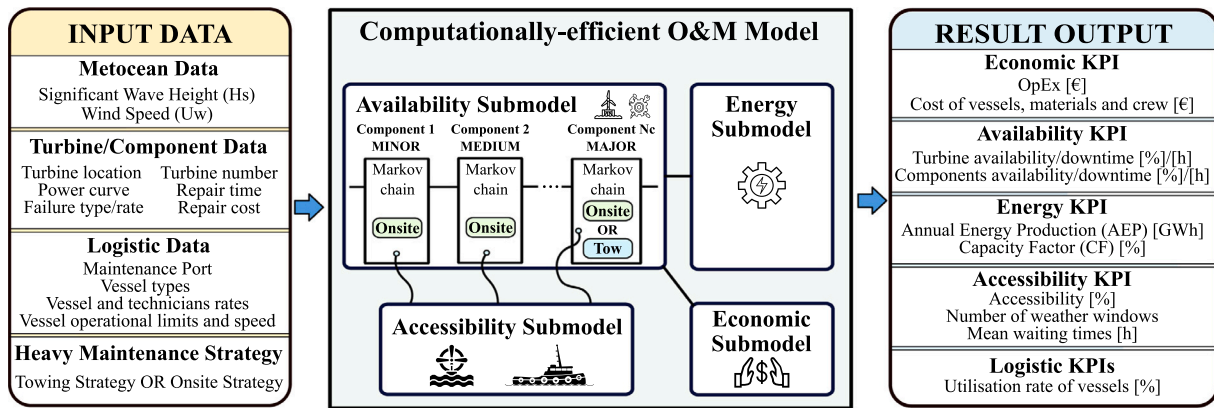 INPUT DATA
Metocean Data
Significant Wave Height (Hs)
Wind Speed (Uw)
Turbine/Component Data
Turbine location Turbine number
Power curve Repair time
Failure type/rate Repair cost
Logistic Data
Maintenance Port
Vessel types
Vessel and technicians rates
Vessel operational limits and speed
Heavy Maintenance Strategy
Towing Strategy OR Onsite Strategy
Computationally-efficient O&M Model
Availability Submodel
Component 1 Component 2 Component Nc
MINOR MEDIUM MAJOR
Markov Markov Markov
chain chain chain
Onsite Onsite Onsite
OR
Tow
Accessibility Submodel
Energy
Submodel
Economic
Submodel
$
RESULT OUTPUT
Economic KPI
OpEx [€]
Cost of vessels, materials and crew [€]
Availability KPI
Turbine availability/downtime [%]/[h]
Components availability/downtime [%]/[h]
Energy KPI
Annual Energy Production (AEP) [GWh]
Capacity Factor (CF) [%]
Accessibility KPI
Accessibility [%]
Number of weather windows
Mean waiting times [h]
Logistic KPIs
Utilisation rate of vessels [%]